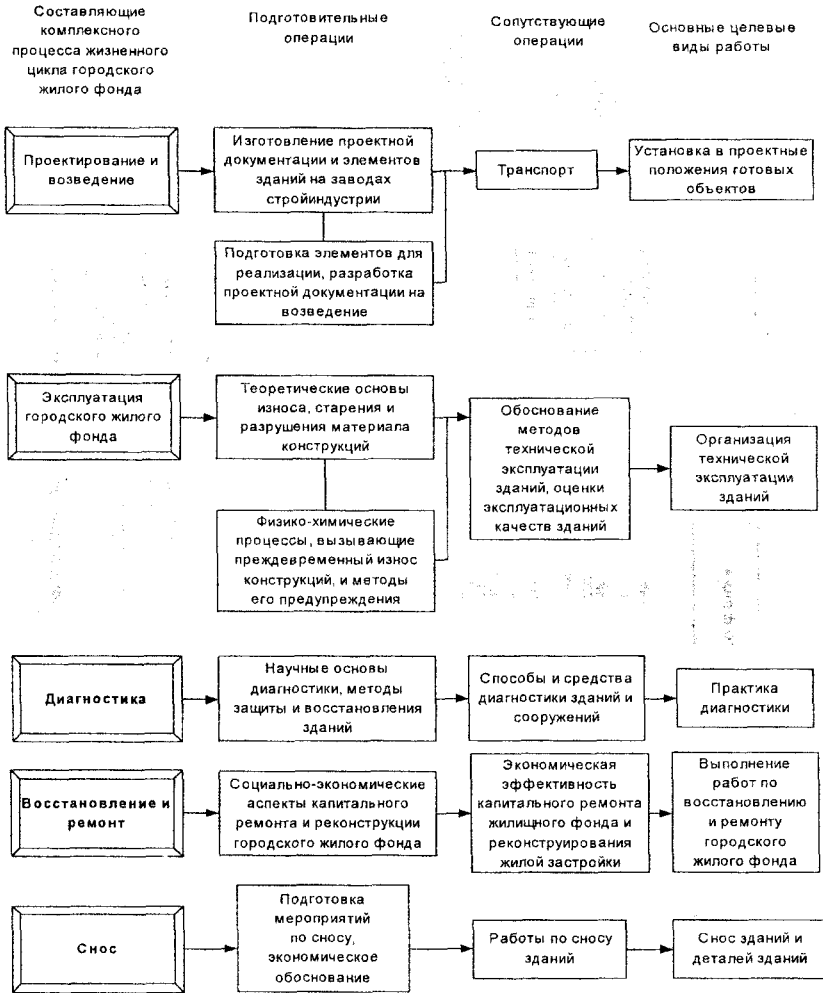 Составляющие
комплексного
процесса жизненного
цикла городского
жилого фонда
Подготовительные
операции
Сопутствующие
операции
Основные целевые
виды работы
Проектирование и
возведение
Изготовление проектной
документации и элементов
зданий на заводах
стройиндустрии
Транспорт
Установка в проектные
положения готовых
объектов
Подготовка элементов для
реализации, разработка
проектной документации на
возведение
Эксплуатация
городского жилого
фонда
Теоретические основы
износа, старения и
разрушения материала
конструкций
Обоснование
методов
технической
эксплуатации
зданий, оценки
эксплуатационных
качеств зданий
Организация
технической
эксплуатации
зданий
Физико-химические
процессы, вызывающие
преждевременный износ
конструкций, и методы
его предупреждения
Диагностика
Научные основы
диагностики, методы
защиты и восстановления
зданий
Способы и средства
диагностики зданий и
сооружений
Практика
диагностики
Восстановление и
ремонт
Социально-экономические
аспекты капитального
ремонта и реконструкции
городского жилого фонда
Экономическая
эффективность
капитального ремонта
жилищного фонда и
реконструирования
жилой застройки
Выполнение
работ по
восстановлению
и ремонту
городского
жилого фонда
Снос
Подготовка
мероприятий
по сносу,
экономическое
обоснование
Работы по сносу
зданий
Снос зданий и
деталей зданий